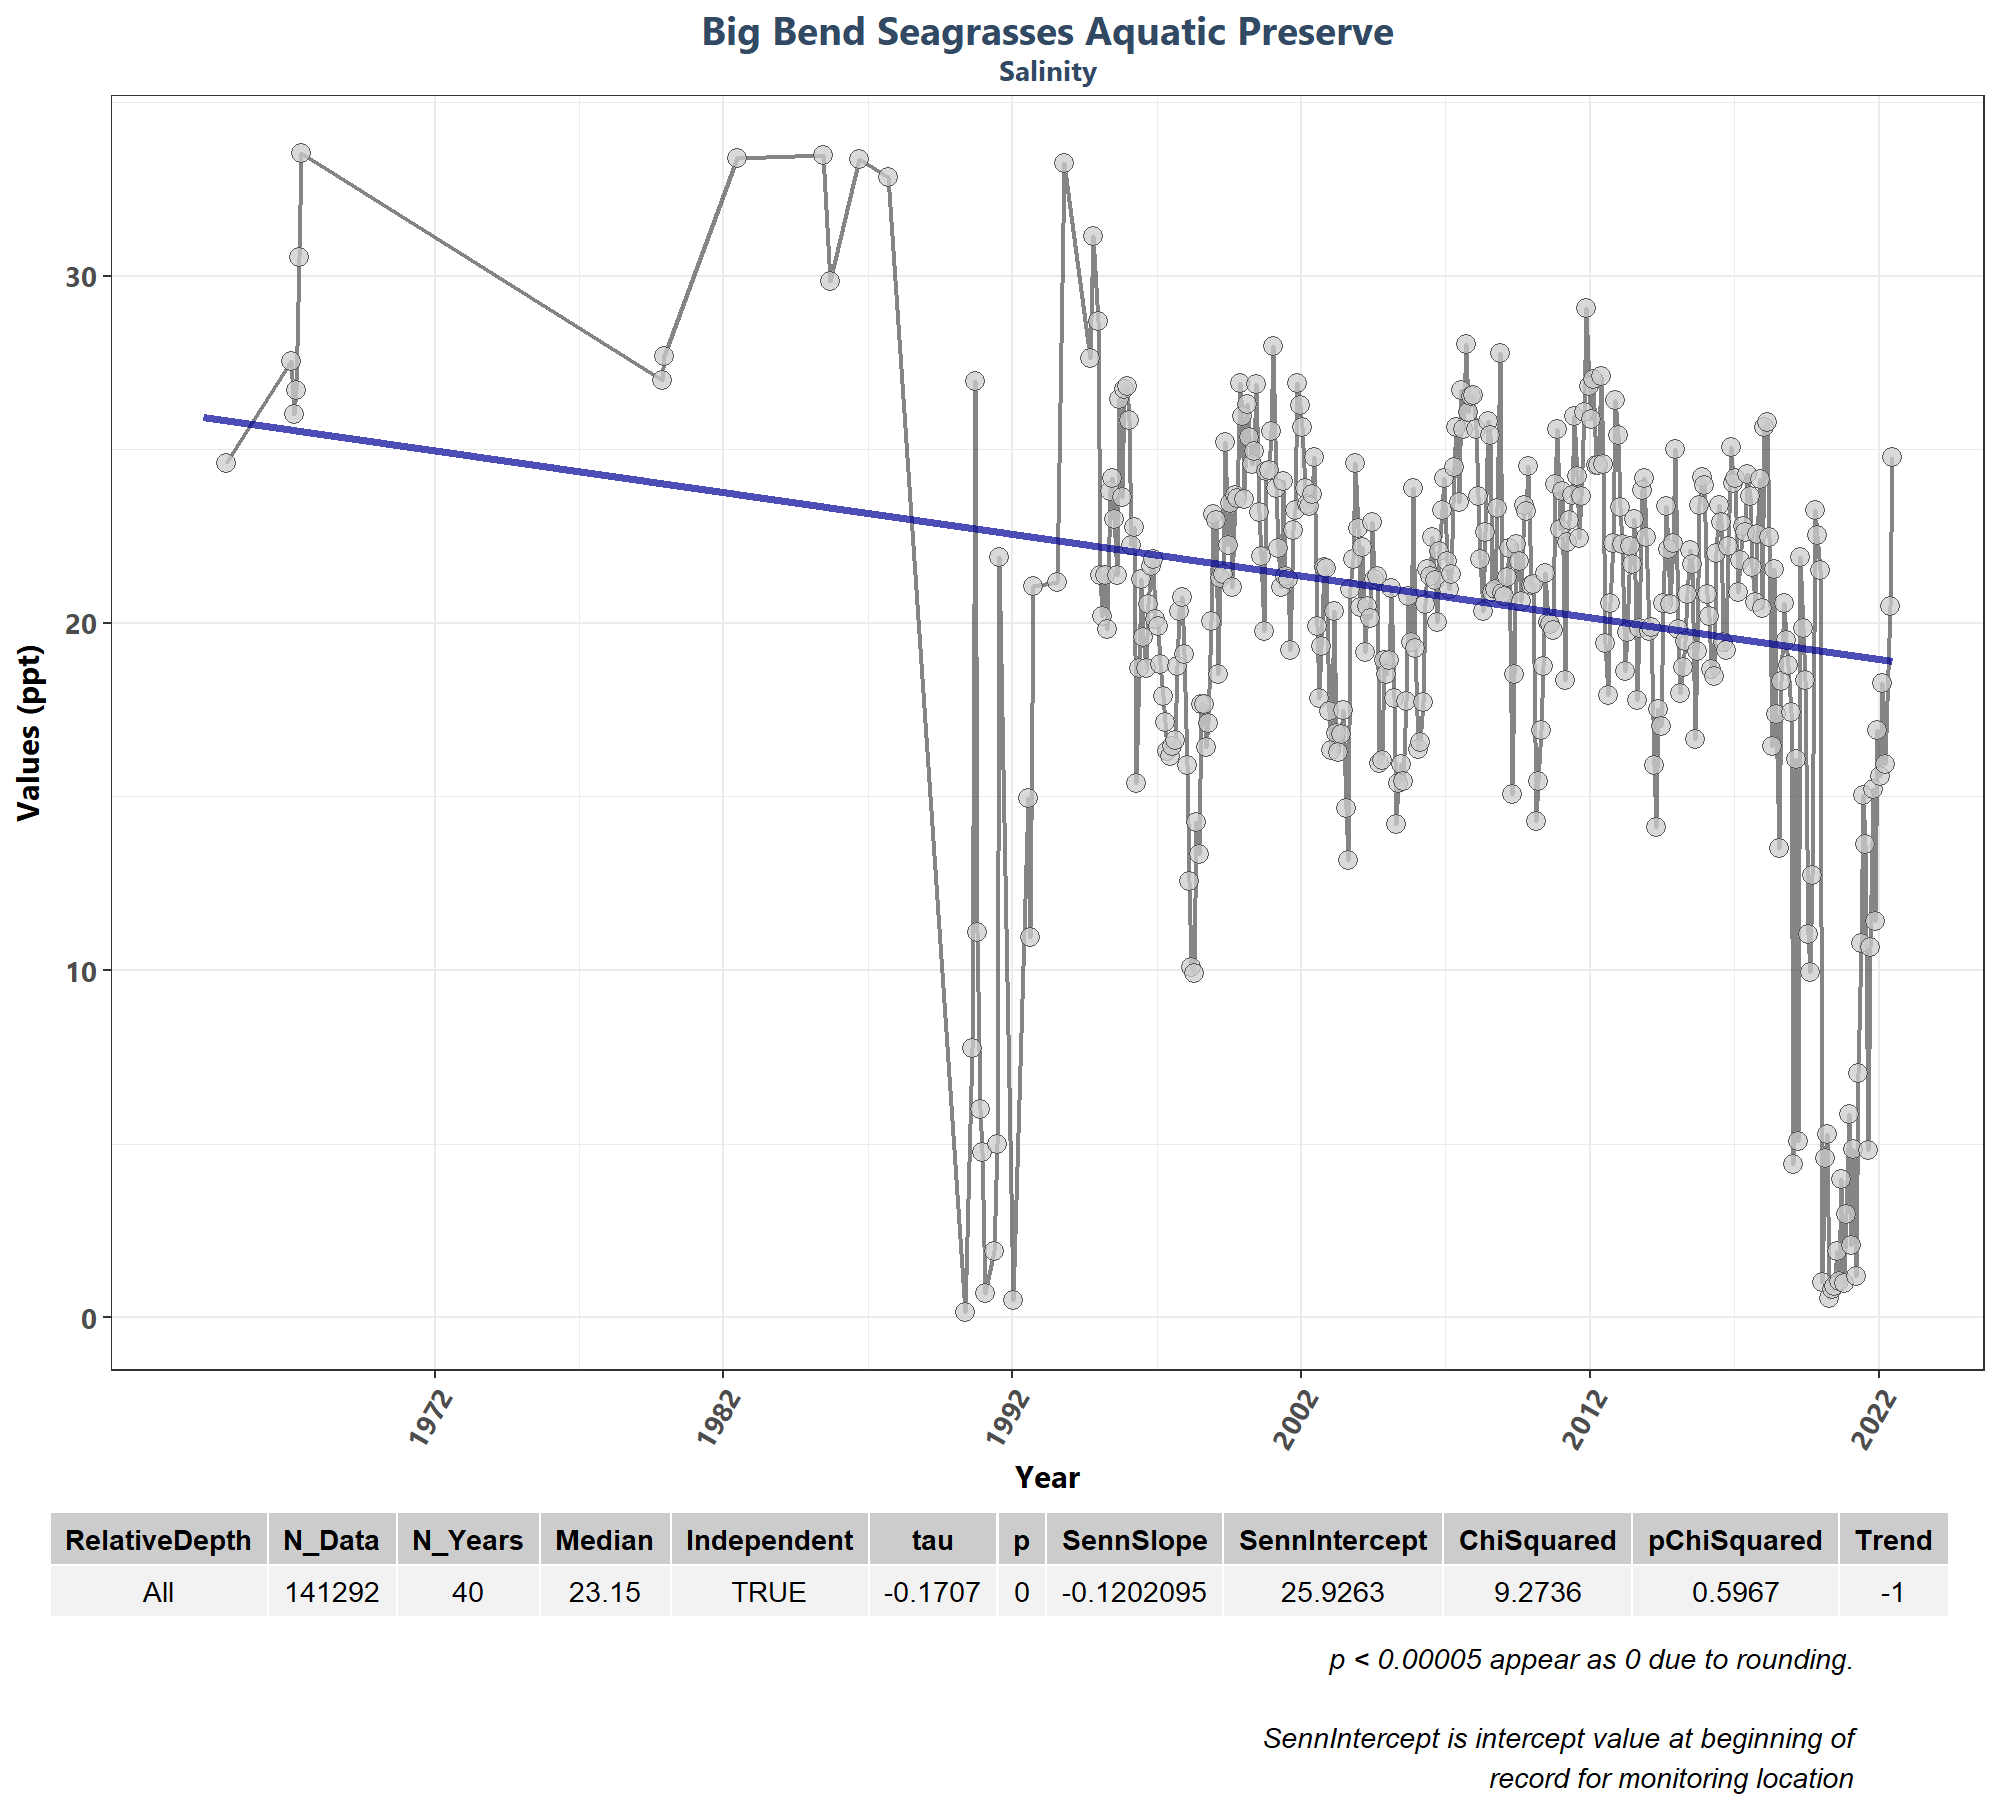 Big Bend Seagrasses Aquatic Preserve
Salinity
Values (ppt)
30
20
10
0
1972
1982
1992
2002
2012
2022
Year
RelativeDepth N_Data N_Years Median Independent tau p SennSlope SennIntercept ChiSquared pChiSquared Trend
All 141292 40 23.15 TRUE -0.1707 0 -0.1202095 25.9263 9.2736 0.5967 -1
p < 0.00005 appear as 0 due to rounding.
SennIntercept is intercept value at beginning of
record for monitoring location